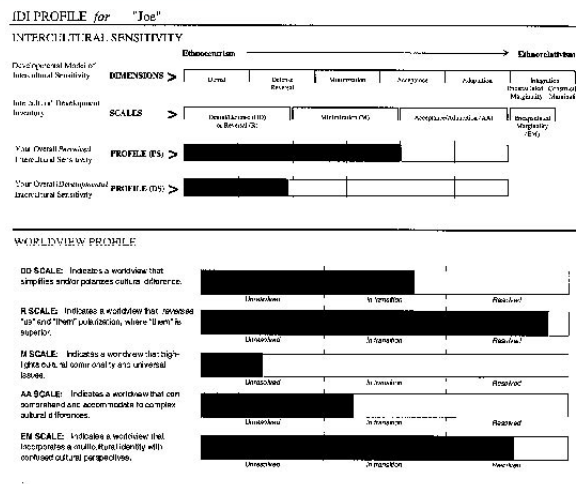 IDI PROFILE for "Joe"
INTERCULTURAL SENSITIVITY
Ethnocentrism > Ethnorelativism
Developmental Model of
Intercultural Sensitivity
DIMENSIONS >
Denial
Defense
Reversal
Minimization
Acceptance
Adaptation
Integration
Encapsulated
Marginality
Intercultural Development
Inventory
SCALES >
Denial/Defense (DD)
or Reversal (R)
Minimization (M)
Acceptance/Adaptation (AA)
Encapsulated
Marginality
(EM)
Your Overall Perceived
Intercultural Sensitivity
PROFILE (PS) >
Your Overall Developmental
Intercultural Sensitivity
PROFILE (DS) >
WORLDVIEW PROFILE
DD SCALE: Indicates a worldview that
simplifies and/or polarizes cultural difference.
Unresolved In transition Resolved
R SCALE: Indicates a worldview that reverses
"us" and "them" polarization, where "them" is
superior.
Unresolved In transition Resolved
M SCALE: Indicates a worldview that high-
lights cultural commonality and universal
issues.
Unresolved In transition Resolved
AA SCALE: Indicates a worldview that can
comprehend and accommodate to complex
cultural differences.
Unresolved In transition Resolved
EM SCALE: Indicates a worldview that
incorporates a multicultural identity with
confused cultural perspectives.
Unresolved In transition Resolved